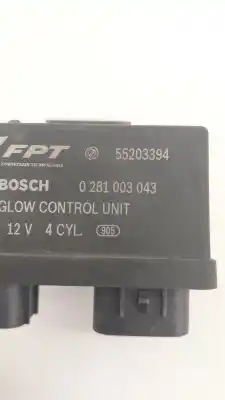 FPT 55203394
BOSCH 0 281 003 043
GLOW CONTROL UNIT
12 V 4 CYL. 905